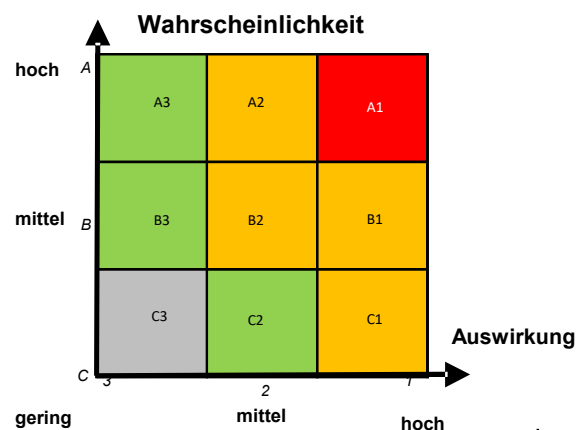 Wahrscheinlichkeit
hoch A
A3 A2 A1
mittel B
B3 B2 B1
C3 C2 C1
Auswirkung
C 3 2 1
gering mittel hoch